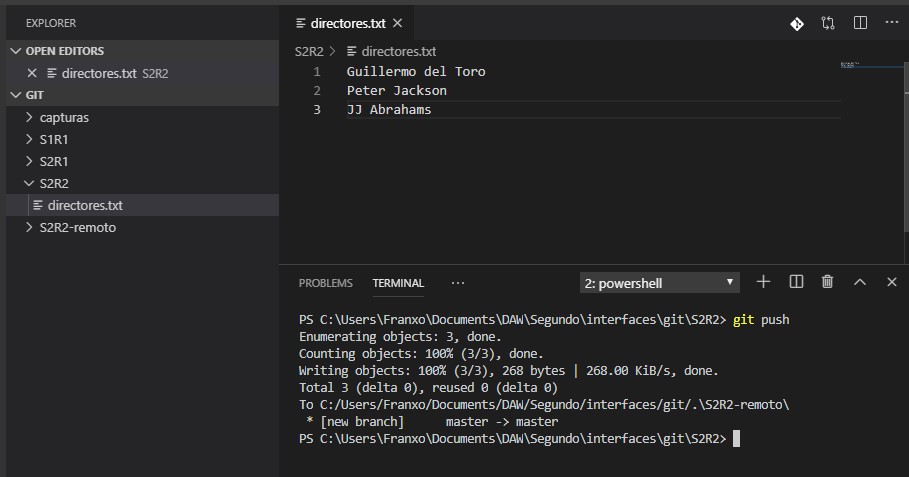 EXPLORER
OPEN EDITORS
directores.txt S2R2
GIT
capturas
S1R1
S2R1
S2R2
directores.txt
S2R2-remoto
directores.txt
S2R2 > directores.txt
1 Guillermo del Toro
2 Peter Jackson
3 JJ Abrahams
PROBLEMS TERMINAL ... 2: powershell
PS C:\Users\Franxo\Documents\DAW\Segundo\interfaces\git\S2R2> git push
Enumerating objects: 3, done.
Counting objects: 100% (3/3), done.
Writing objects: 100% (3/3), 268 bytes | 268.00 KiB/s, done.
Total 3 (delta 0), reused 0 (delta 0)
To C:/Users/Franxo/Documents/DAW/Segundo/interfaces/git/.\S2R2-remoto\
 * [new branch]      master -> master
PS C:\Users\Franxo\Documents\DAW\Segundo\interfaces\git\S2R2>